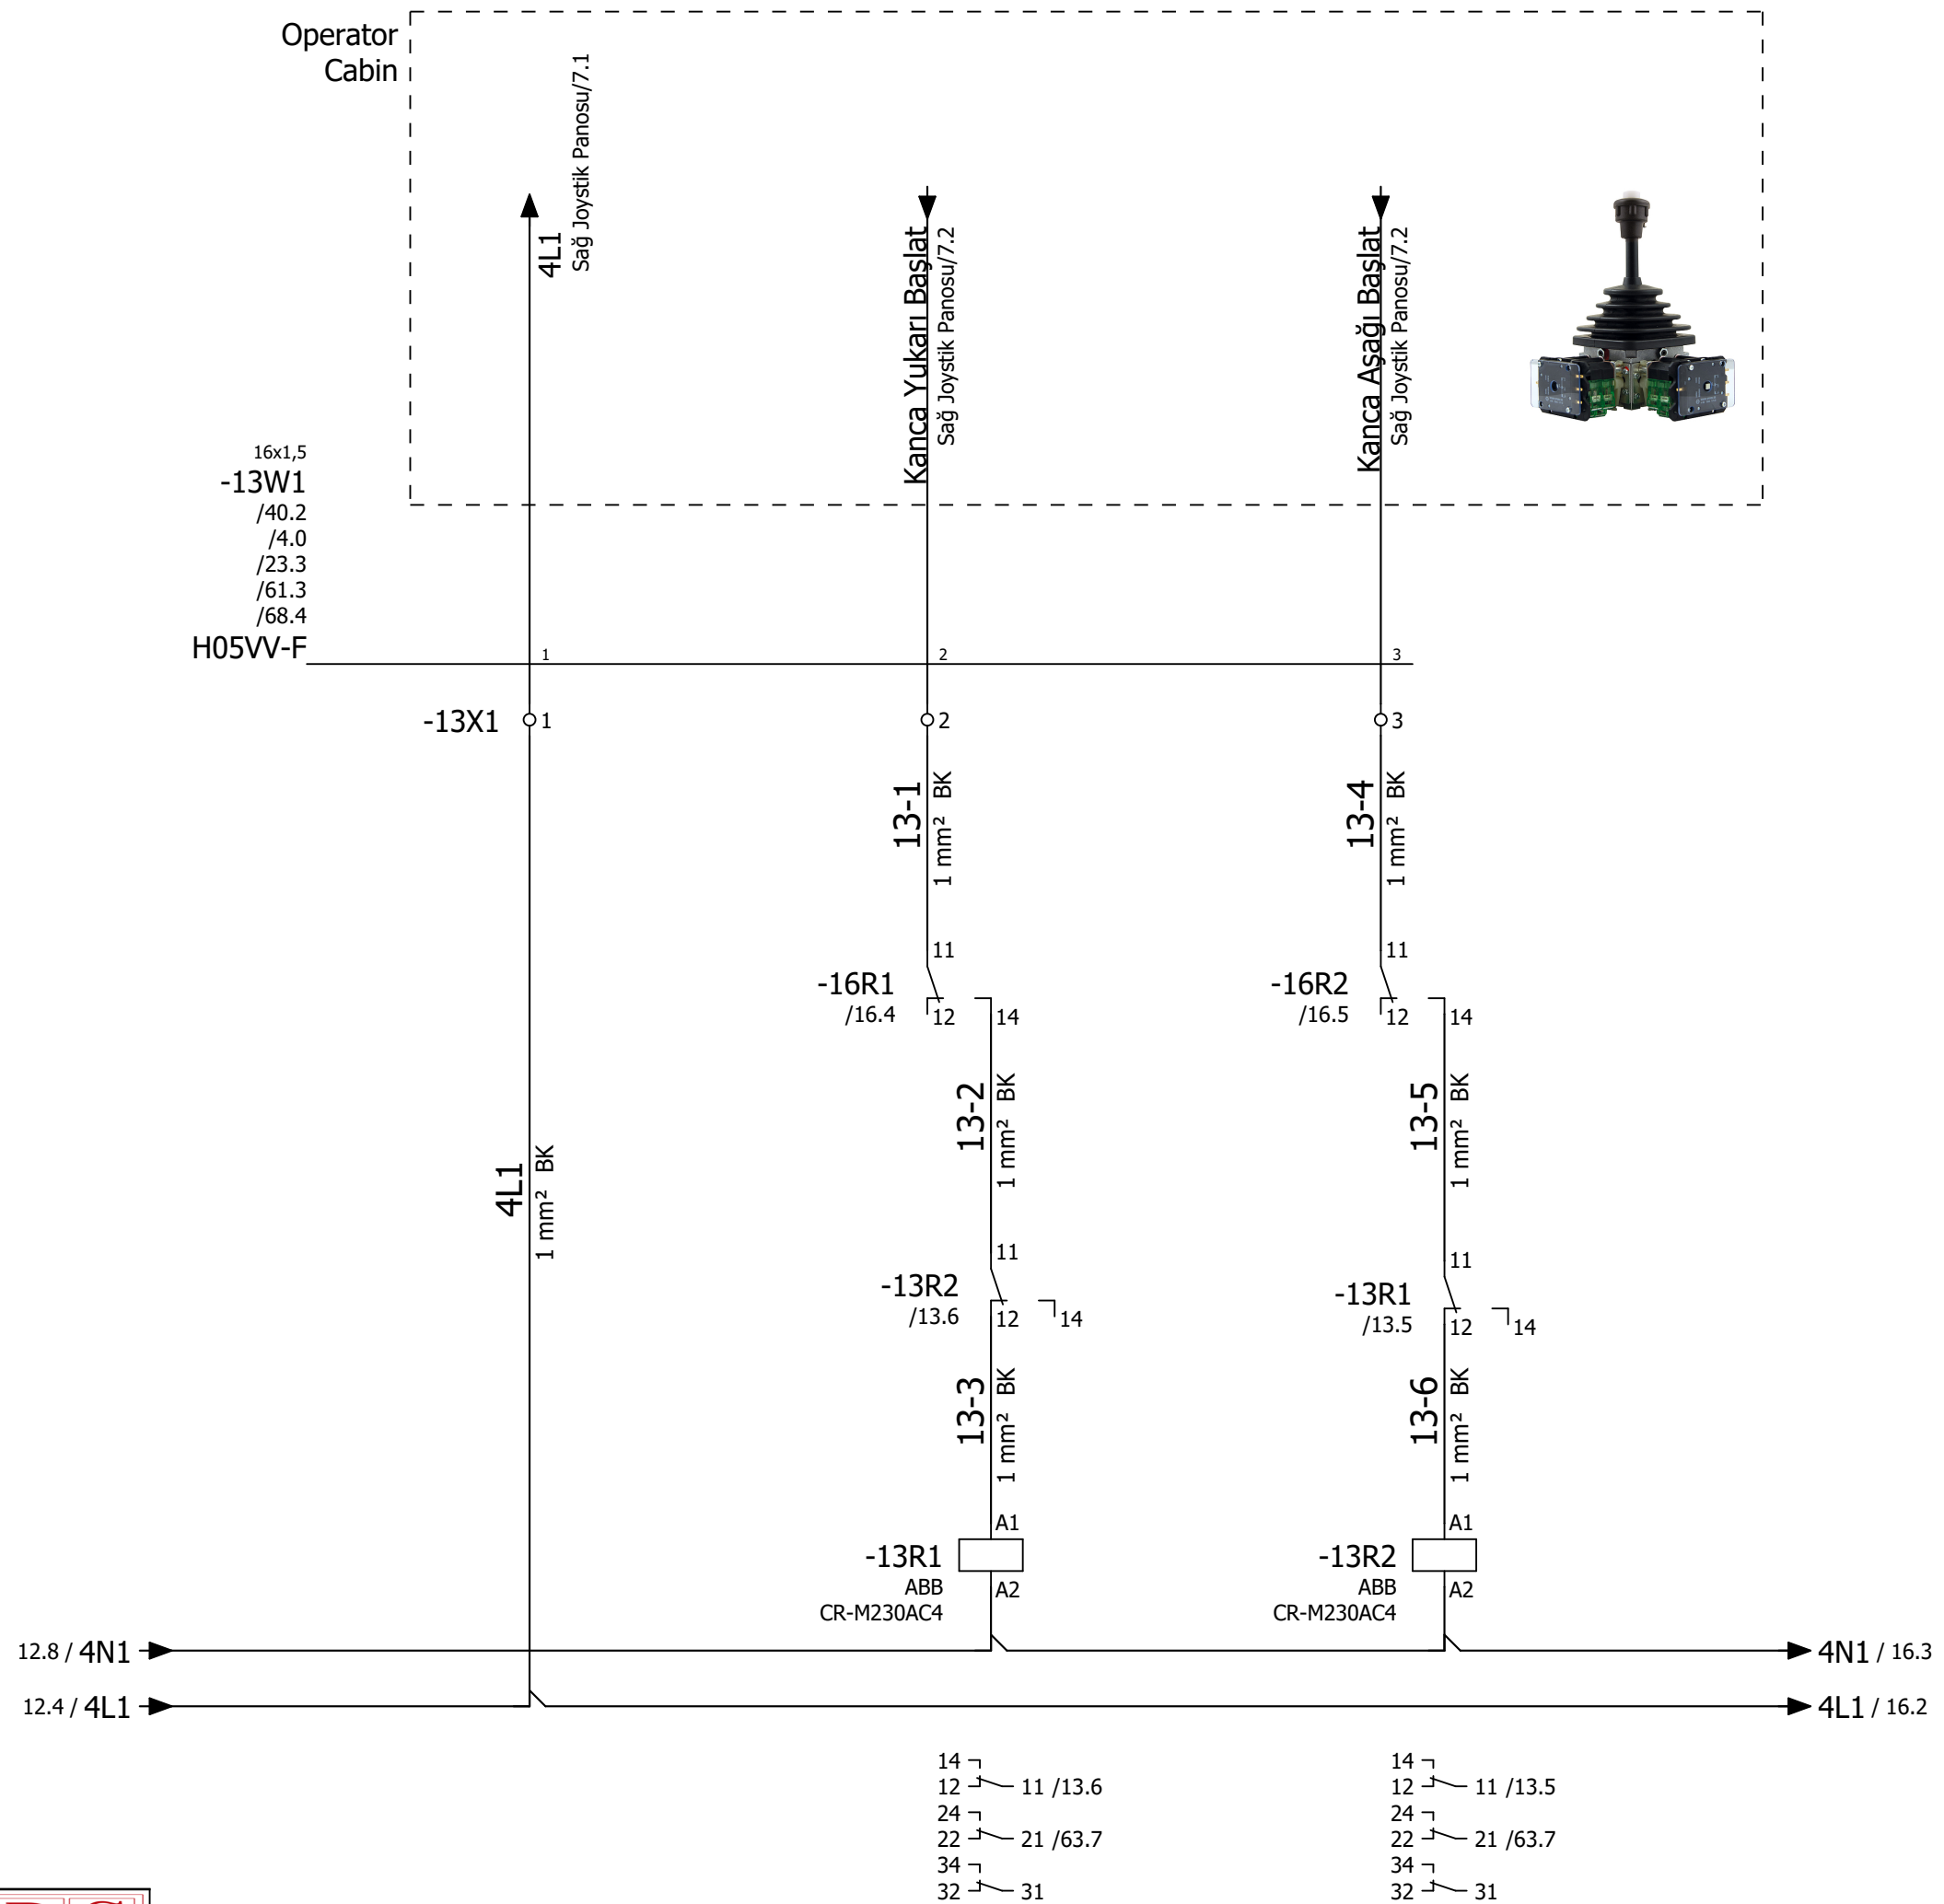 Operator
Cabin
4L1
Sağ Joystik Panosu/7.1
Kanca Yukarı Başlat
Sağ Joystik Panosu/7.2
Kanca Aşağı Başlat
Sağ Joystik Panosu/7.2
16x1,5
-13W1
/40.2
/4.0
/23.3
/61.3
/68.4
H05VV-F
1
2
3
-13X1
1
2
3
13-1
1 mm² BK
13-4
1 mm² BK
11
-16R1
/16.4
12
14
11
-16R2
/16.5
12
14
13-2
1 mm² BK
13-5
1 mm² BK
4L1
1 mm² BK
11
-13R2
/13.6
12
14
11
-13R1
/13.5
12
14
13-3
1 mm² BK
13-6
1 mm² BK
A1
-13R1
ABB
CR-M230AC4
A2
A1
-13R2
ABB
CR-M230AC4
A2
12.8 / 4N1
4N1 / 16.3
12.4 / 4L1
4L1 / 16.2
14
12 11 /13.6
24
22 21 /63.7
34
32 31
14
12 11 /13.5
24
22 21 /63.7
34
32 31